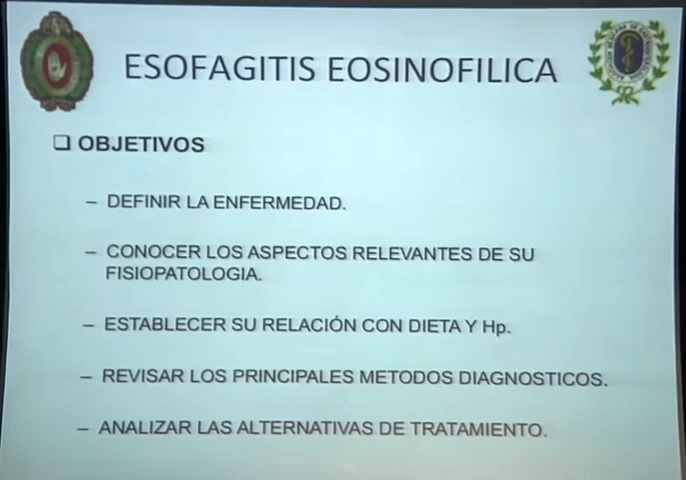 ESOFAGITIS EOSINOFILICA
❑ OBJETIVOS
– DEFINIR LA ENFERMEDAD.
– CONOCER LOS ASPECTOS RELEVANTES DE SU
FISIOPATOLOGIA.
– ESTABLECER SU RELACIÓN CON DIETA Y Hp.
– REVISAR LOS PRINCIPALES METODOS DIAGNOSTICOS.
– ANALIZAR LAS ALTERNATIVAS DE TRATAMIENTO.